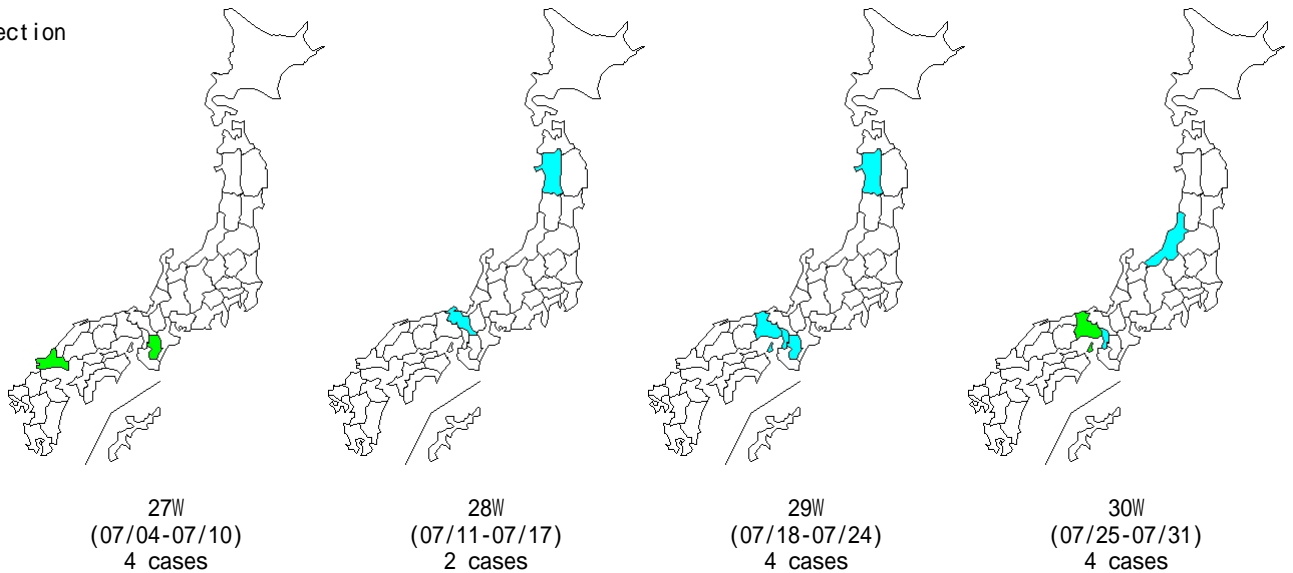 ection
27W
(07/04-07/10)
4 cases
28W
(07/11-07/17)
2 cases
29W
(07/18-07/24)
4 cases
30W
(07/25-07/31)
4 cases